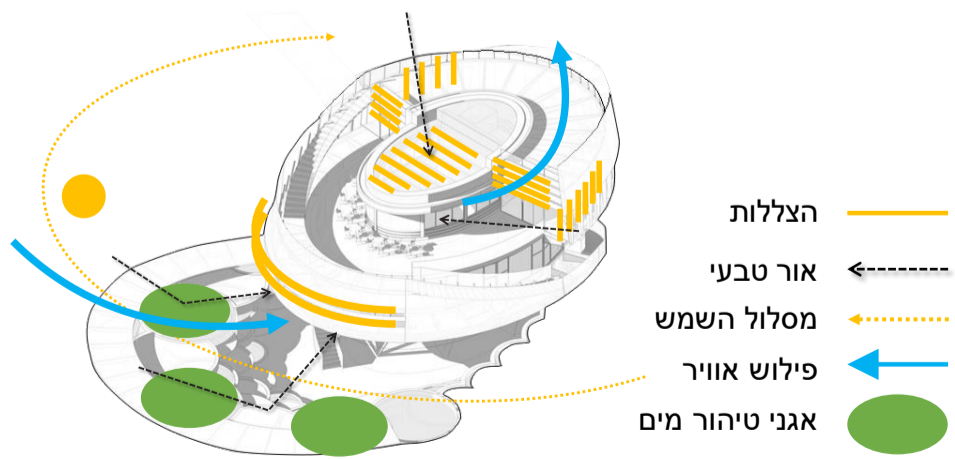 הצללות
אור טבעי
מסלול השמש
פילוש אוויר
אגני טיהור מים